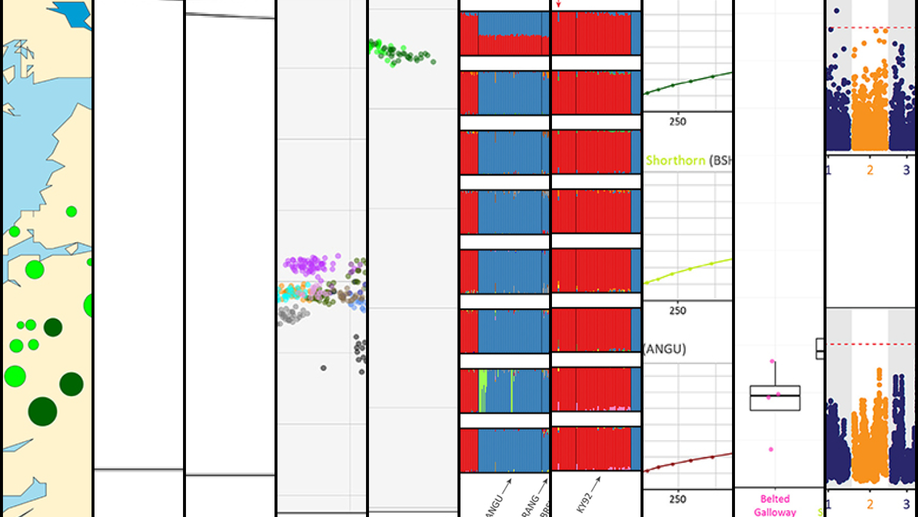 250
Shorthorn (BSH
250
(ANGU)
250
ANGU
RANG
KY92
Belted
Galloway
1 2 3
1 2 3